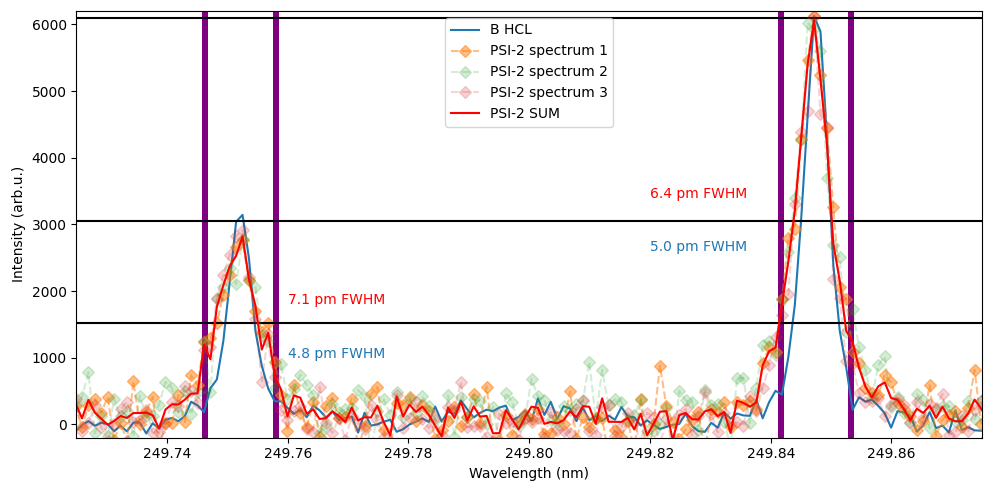 B HCL
PSI-2 spectrum 1
PSI-2 spectrum 2
PSI-2 spectrum 3
PSI-2 SUM
6.4 pm FWHM
5.0 pm FWHM
7.1 pm FWHM
4.8 pm FWHM
6000
5000
4000
3000
2000
1000
0
Intensity (arb.u.)
249.74 249.76 249.78 249.80 249.82 249.84 249.86
Wavelength (nm)